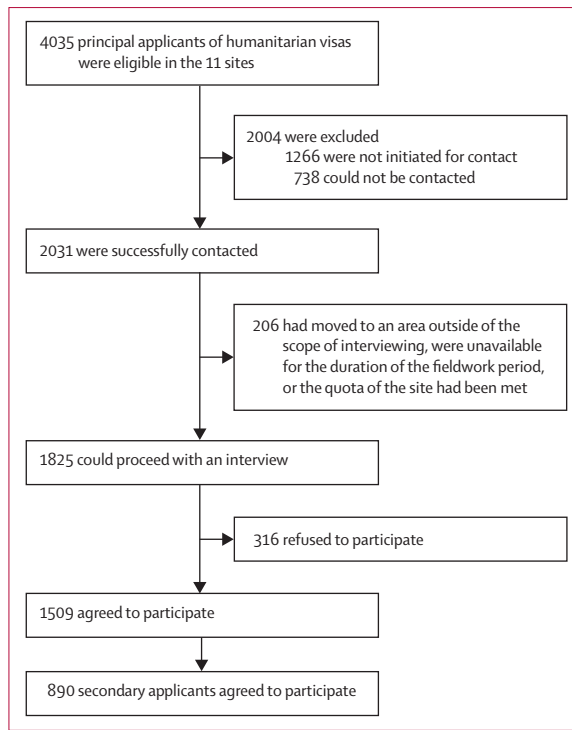 4035 principal applicants of humanitarian visas
were eligible in the 11 sites
2004 were excluded
1266 were not initiated for contact
738 could not be contacted
2031 were successfully contacted
206 had moved to an area outside of the
scope of interviewing, were unavailable
for the duration of the fieldwork period,
or the quota of the site had been met
1825 could proceed with an interview
316 refused to participate
1509 agreed to participate
890 secondary applicants agreed to participate